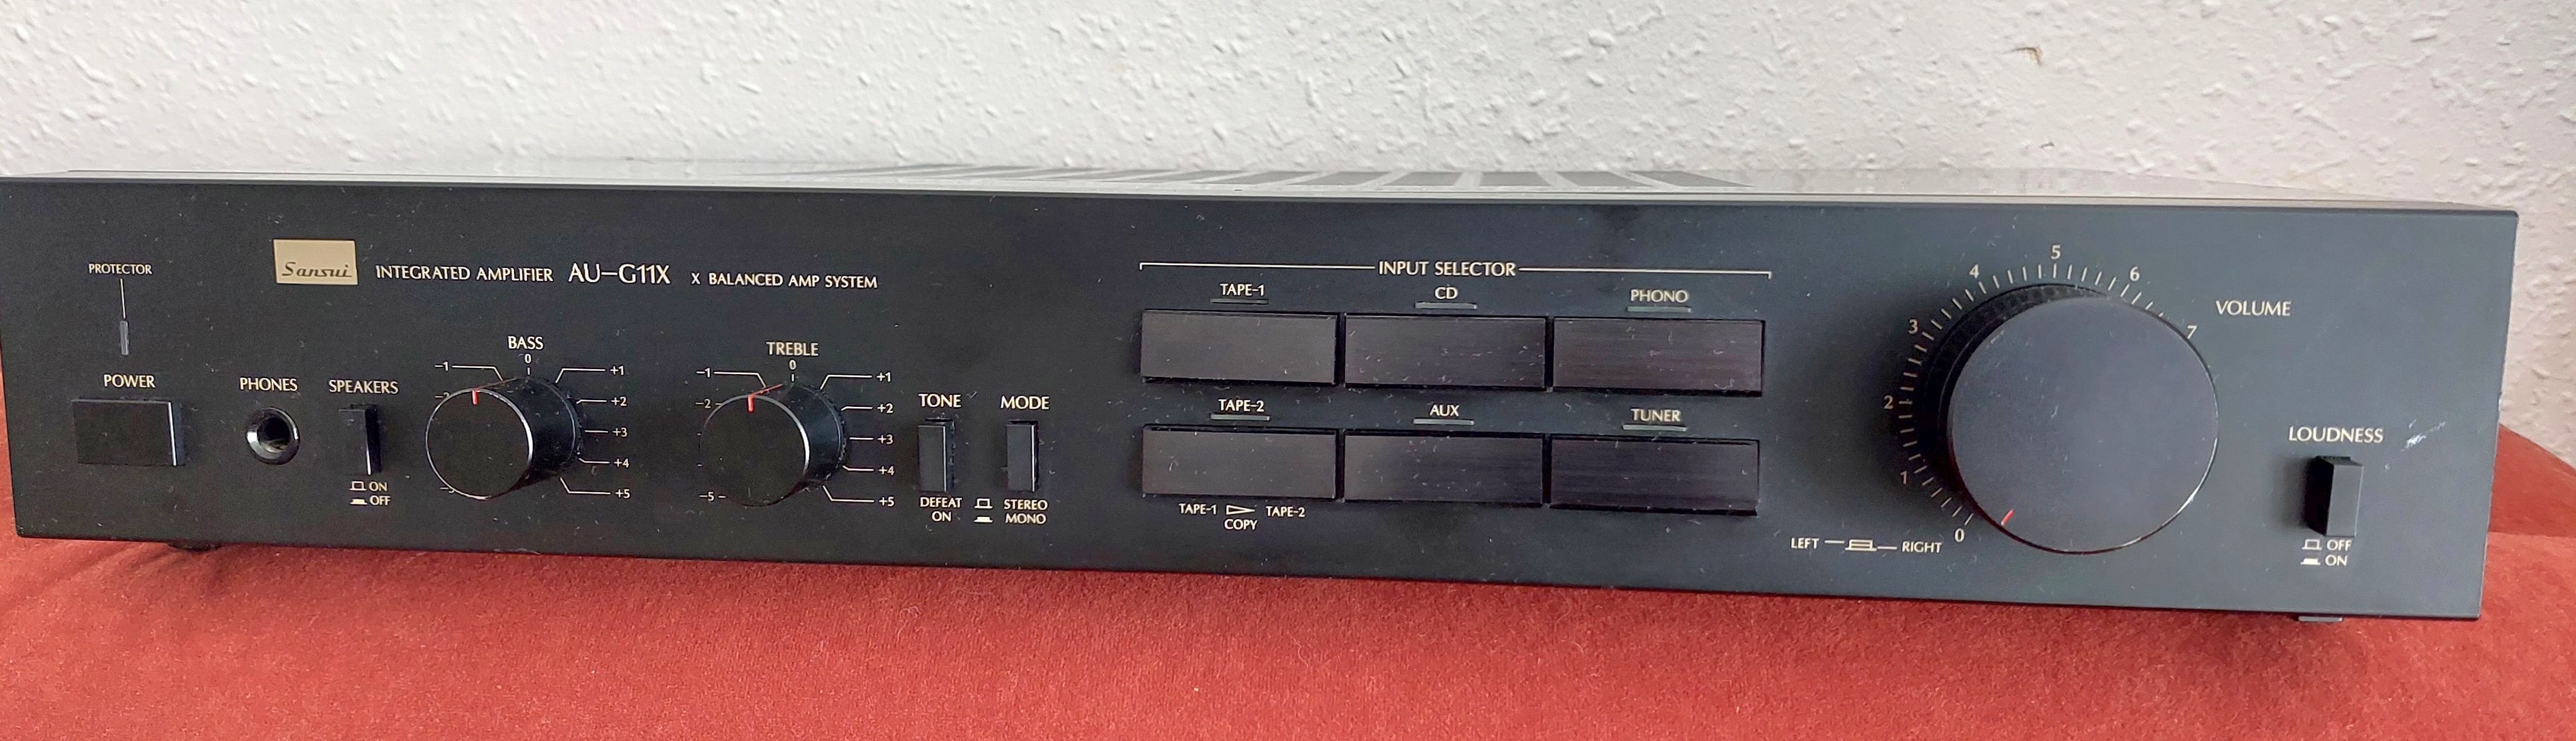 PROTECTOR
POWER
PHONES
SPEAKERS
ON
OFF
Sansui
INTEGRATED AMPLIFIER AU-G11X X BALANCED AMP SYSTEM
BASS
0
-1 +1
-2 +2
+3
+4
+5
TREBLE
0
-1 +1
-2 +2
+3
+4
-5 +5
TONE
DEFEAT
ON
MODE
STEREO
MONO
INPUT SELECTOR
TAPE-1 CD PHONO
TAPE-2 AUX TUNER
TAPE-1 TAPE-2
COPY
VOLUME
0
1
2
3
4
5
6
7
LEFT RIGHT
LOUDNESS
OFF
ON